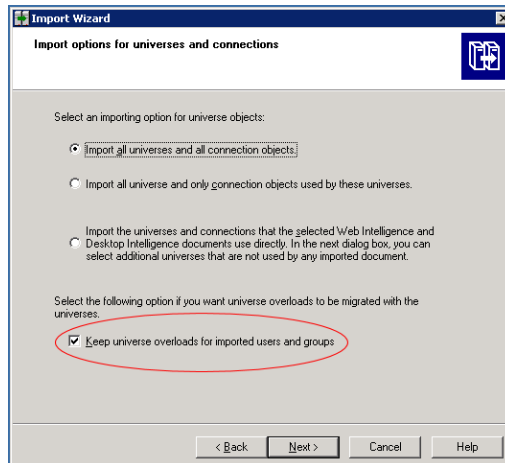 Import Wizard
Import options for universes and connections
Select an importing option for universe objects:
Import all universes and all connection objects.
Import all universe and only connection objects used by these universes.
Import the universes and connections that the selected Web Intelligence and
Desktop Intelligence documents use directly. In the next dialog box, you can
select additional universes that are not used by any imported document.
Select the following option if you want universe overloads to be migrated with the
universes.
Keep universe overloads for imported users and groups
< Back
Next >
Cancel
Help